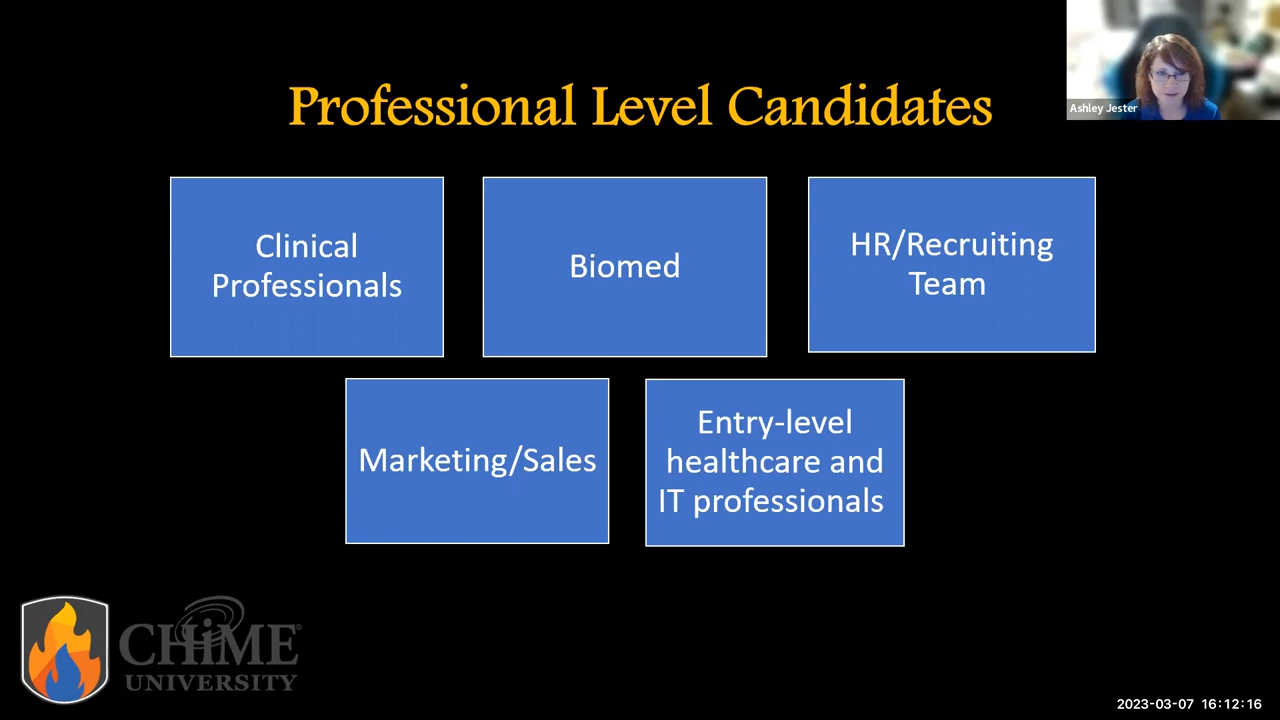 Professional Level Candidates
Ashley Jester
Clinical
Professionals
Biomed
HR/Recruiting
Team
Marketing/Sales
Entry-level
healthcare and
IT professionals
CHiME®
UNIVERSITY
2023-03-07 16:12:16